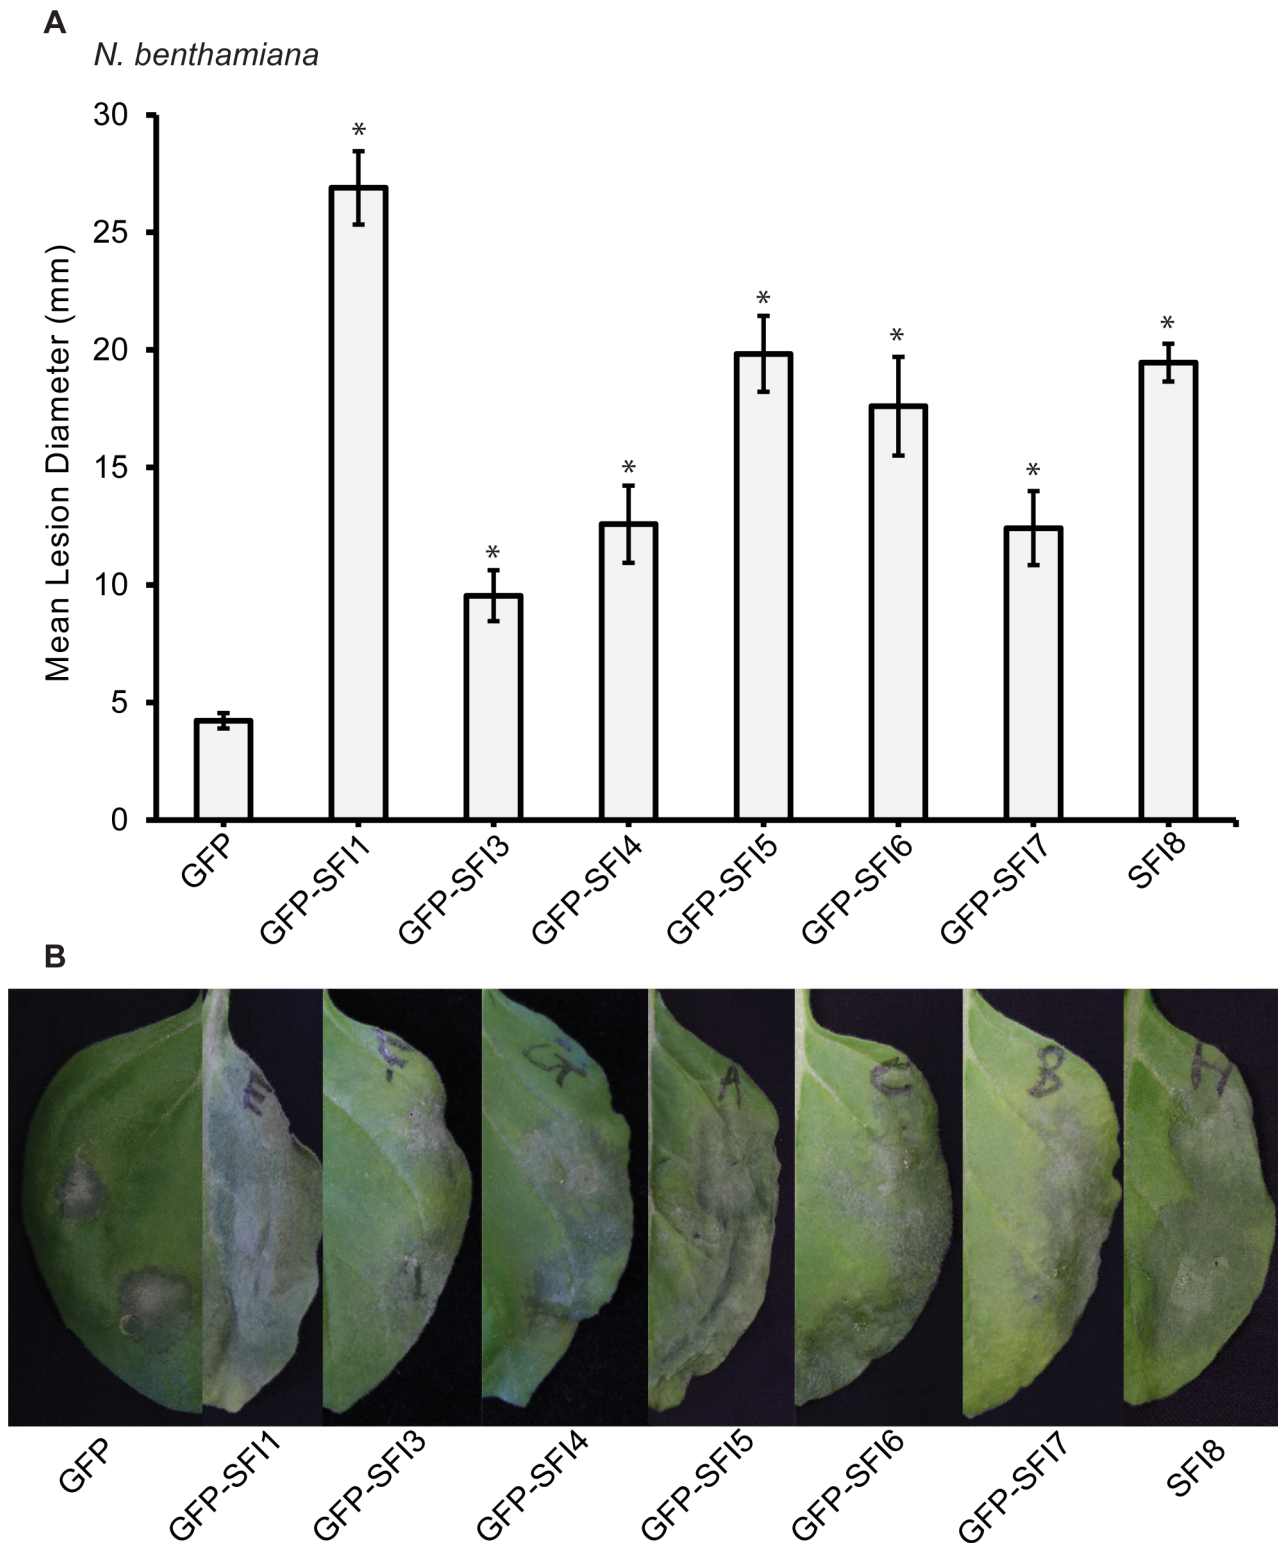 A
N. benthamiana
Mean Lesion Diameter (mm)
30
25
20
15
10
5
0
*
*
*
*
*
*
*
GFP
GFP-SFI1
GFP-SFI3
GFP-SFI4
GFP-SFI5
GFP-SFI6
GFP-SFI7
SFI8
B
E
G
A
C
B
H
GFP
GFP-SFI1
GFP-SFI3
GFP-SFI4
GFP-SFI5
GFP-SFI6
GFP-SFI7
SFI8